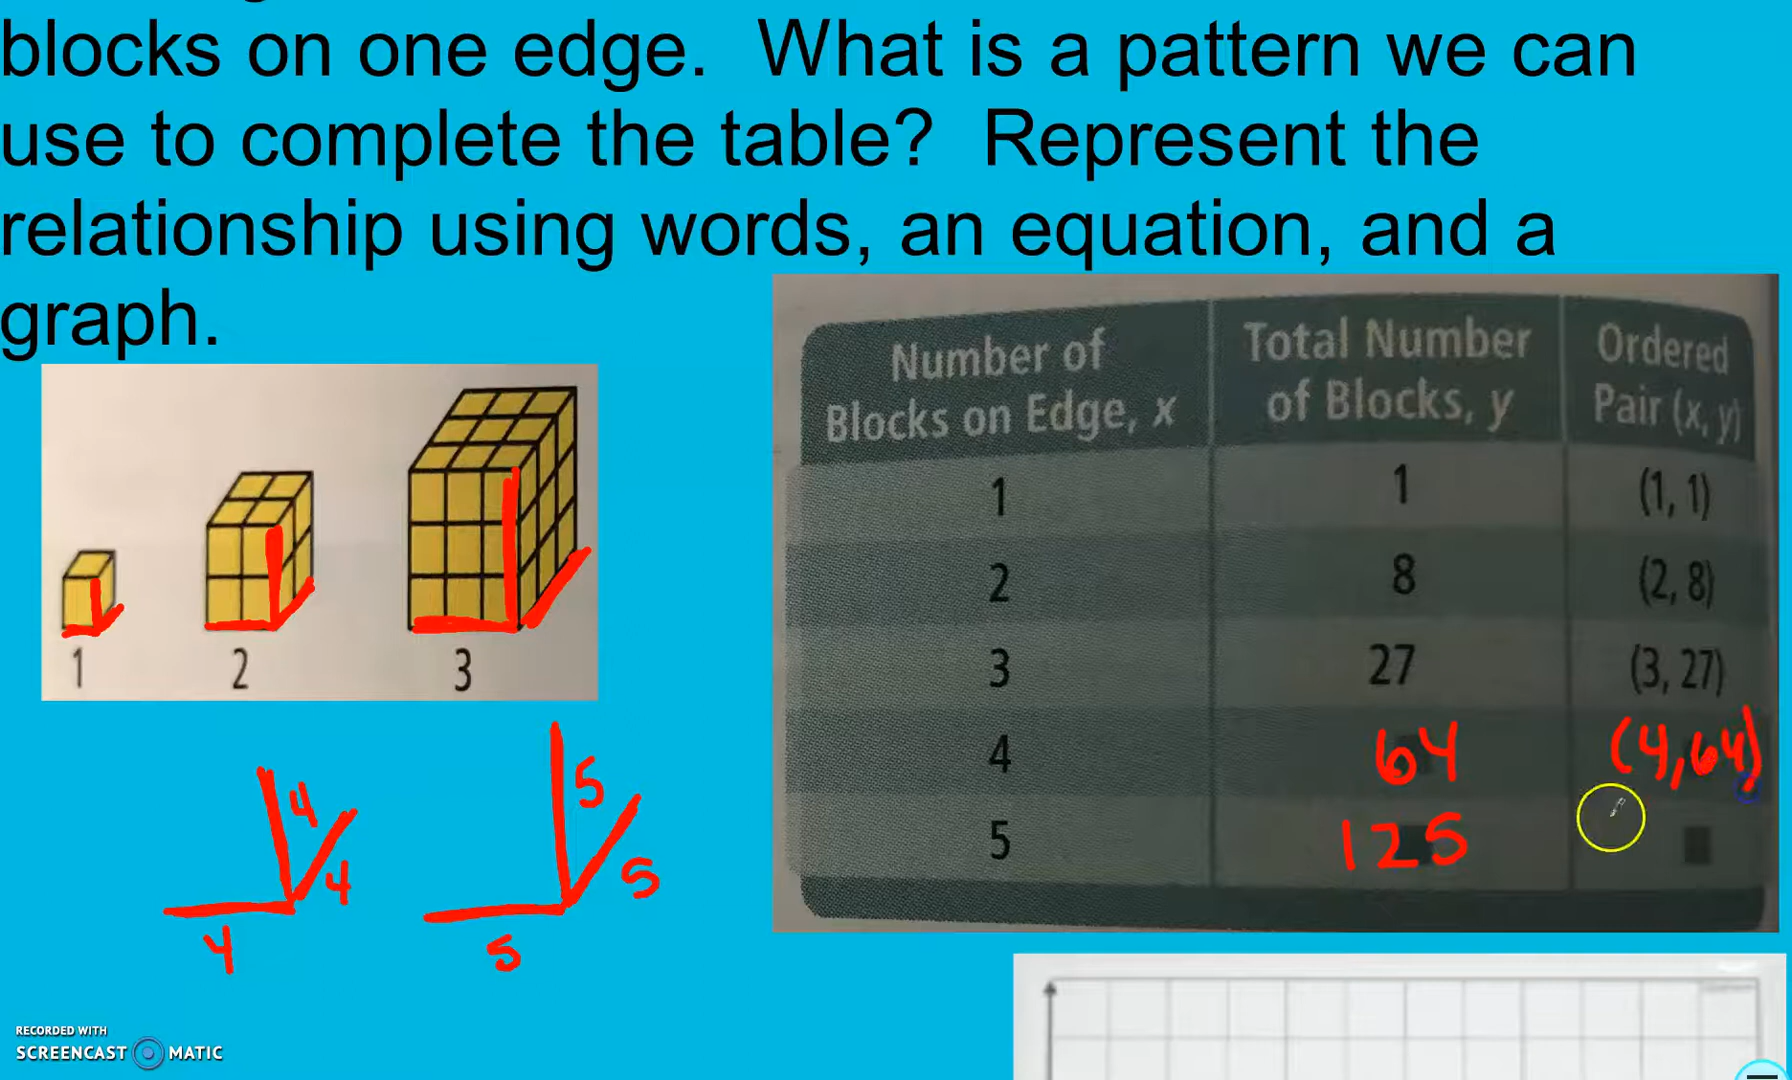 blocks on one edge. What is a pattern we can
use to complete the table? Represent the
relationship using words, an equation, and a
graph.
1 2 3
4
4
4
5
5
5
Number of Blocks on Edge, x | Total Number of Blocks, y | Ordered Pair (x, y)
1 1 (1, 1)
2 8 (2, 8)
3 27 (3, 27)
4 64 (4,64)
5 125
RECORDED WITH
SCREENCAST MATIC